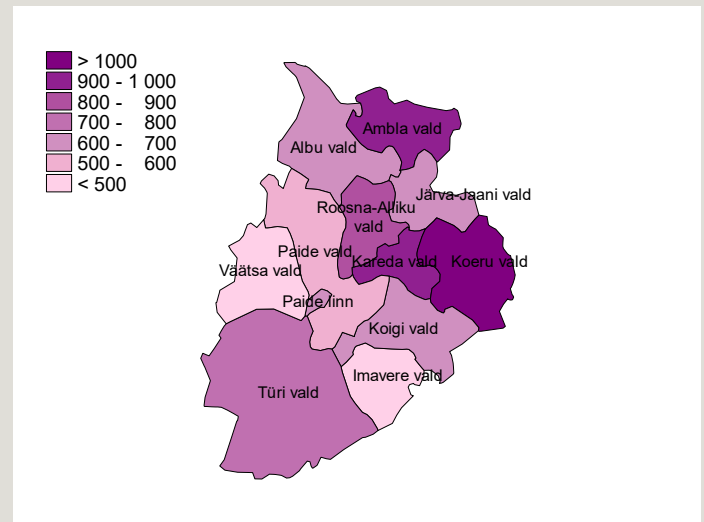 > 1000
900 - 1 000
800 - 900
700 - 800
600 - 700
500 - 600
< 500
Ambla vald
Albu vald
Järva-Jaani vald
Roosna-Alliku
vald
Paide vald
Kareda vald
Koeru vald
Väätsa vald
Paide linn
Koigi vald
Imavere vald
Türi vald